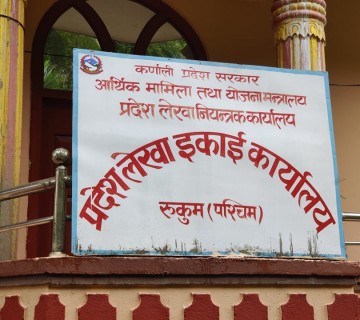 कर्णाली प्रदेश सरकार
आर्थिक मामिला तथा योजना मन्त्रालय
प्रदेश लेखा नियन्त्रक कार्यालय
प्रदेश लेखा इकाई कार्यालय
रुकुम (पश्चिम)